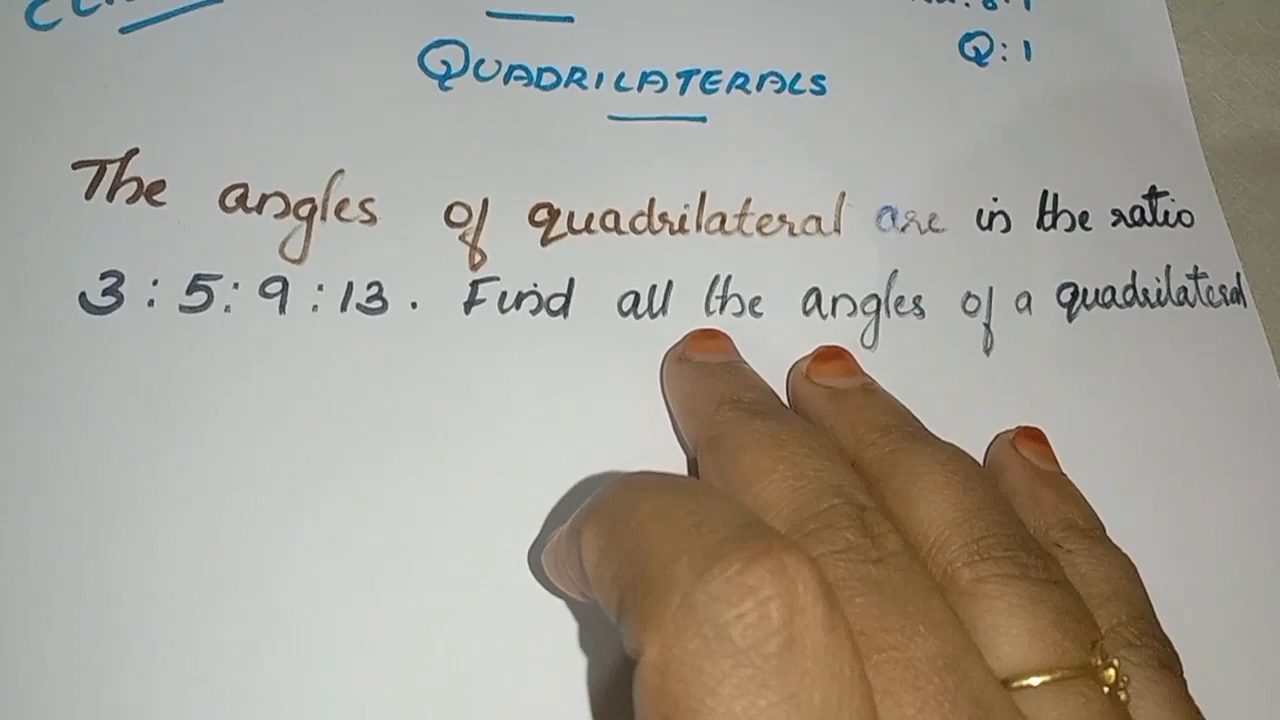 Q:1
QUADRILATERALS
The angles of quadrilateral are in the ratio
3:5:9:13. Find all the angles of a quadrilateral